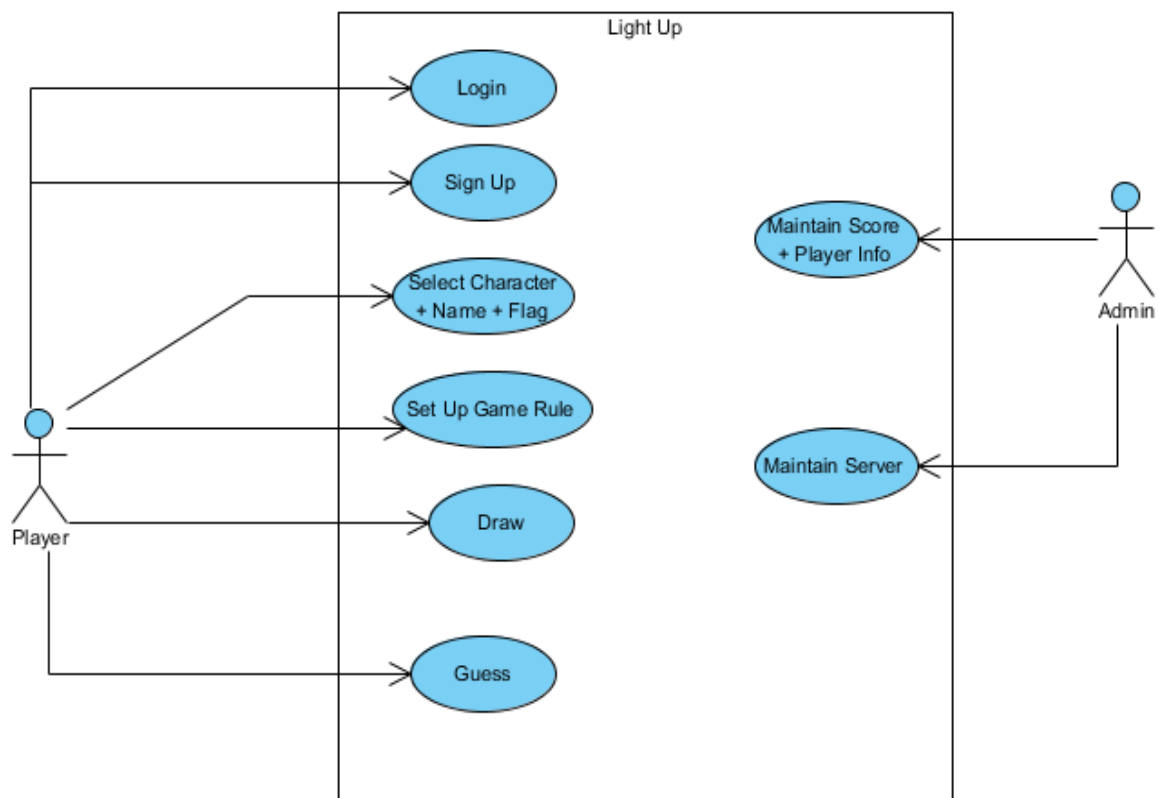 Light Up
Login
Sign Up
Select Character
+ Name + Flag
Set Up Game Rule
Draw
Guess
Player
Maintain Score
+ Player Info
Maintain Server
Admin